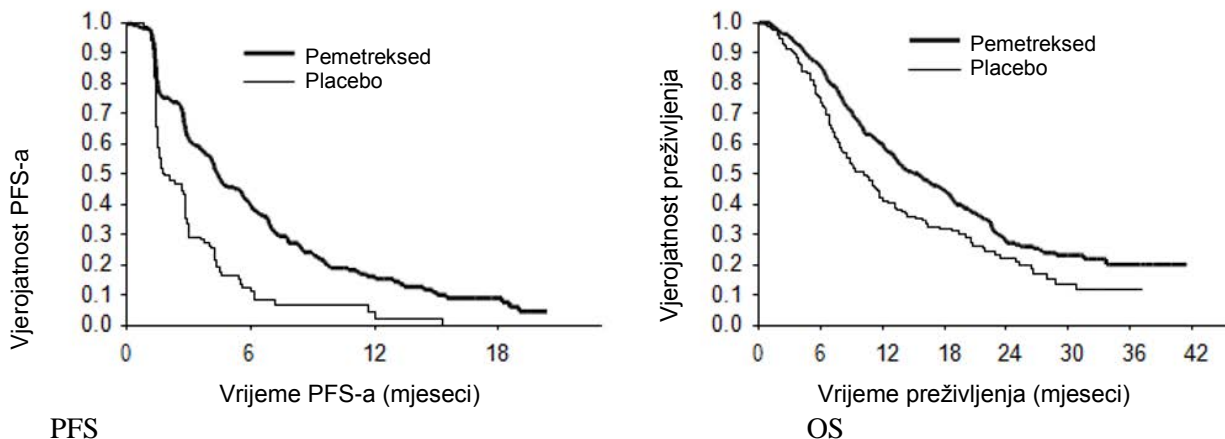 1.0
0.9
0.8
0.7
0.6
0.5
0.4
0.3
0.2
0.1
0.0
Vjerojatnost PFS-a
Pemetreksed
Placebo
0 6 12 18
Vrijeme PFS-a (mjeseci)
PFS
1.0
0.9
0.8
0.7
0.6
0.5
0.4
0.3
0.2
0.1
0.0
Vjerojatnost preživljenja
Pemetreksed
Placebo
0 6 12 18 24 30 36 42
Vrijeme preživljenja (mjeseci)
OS